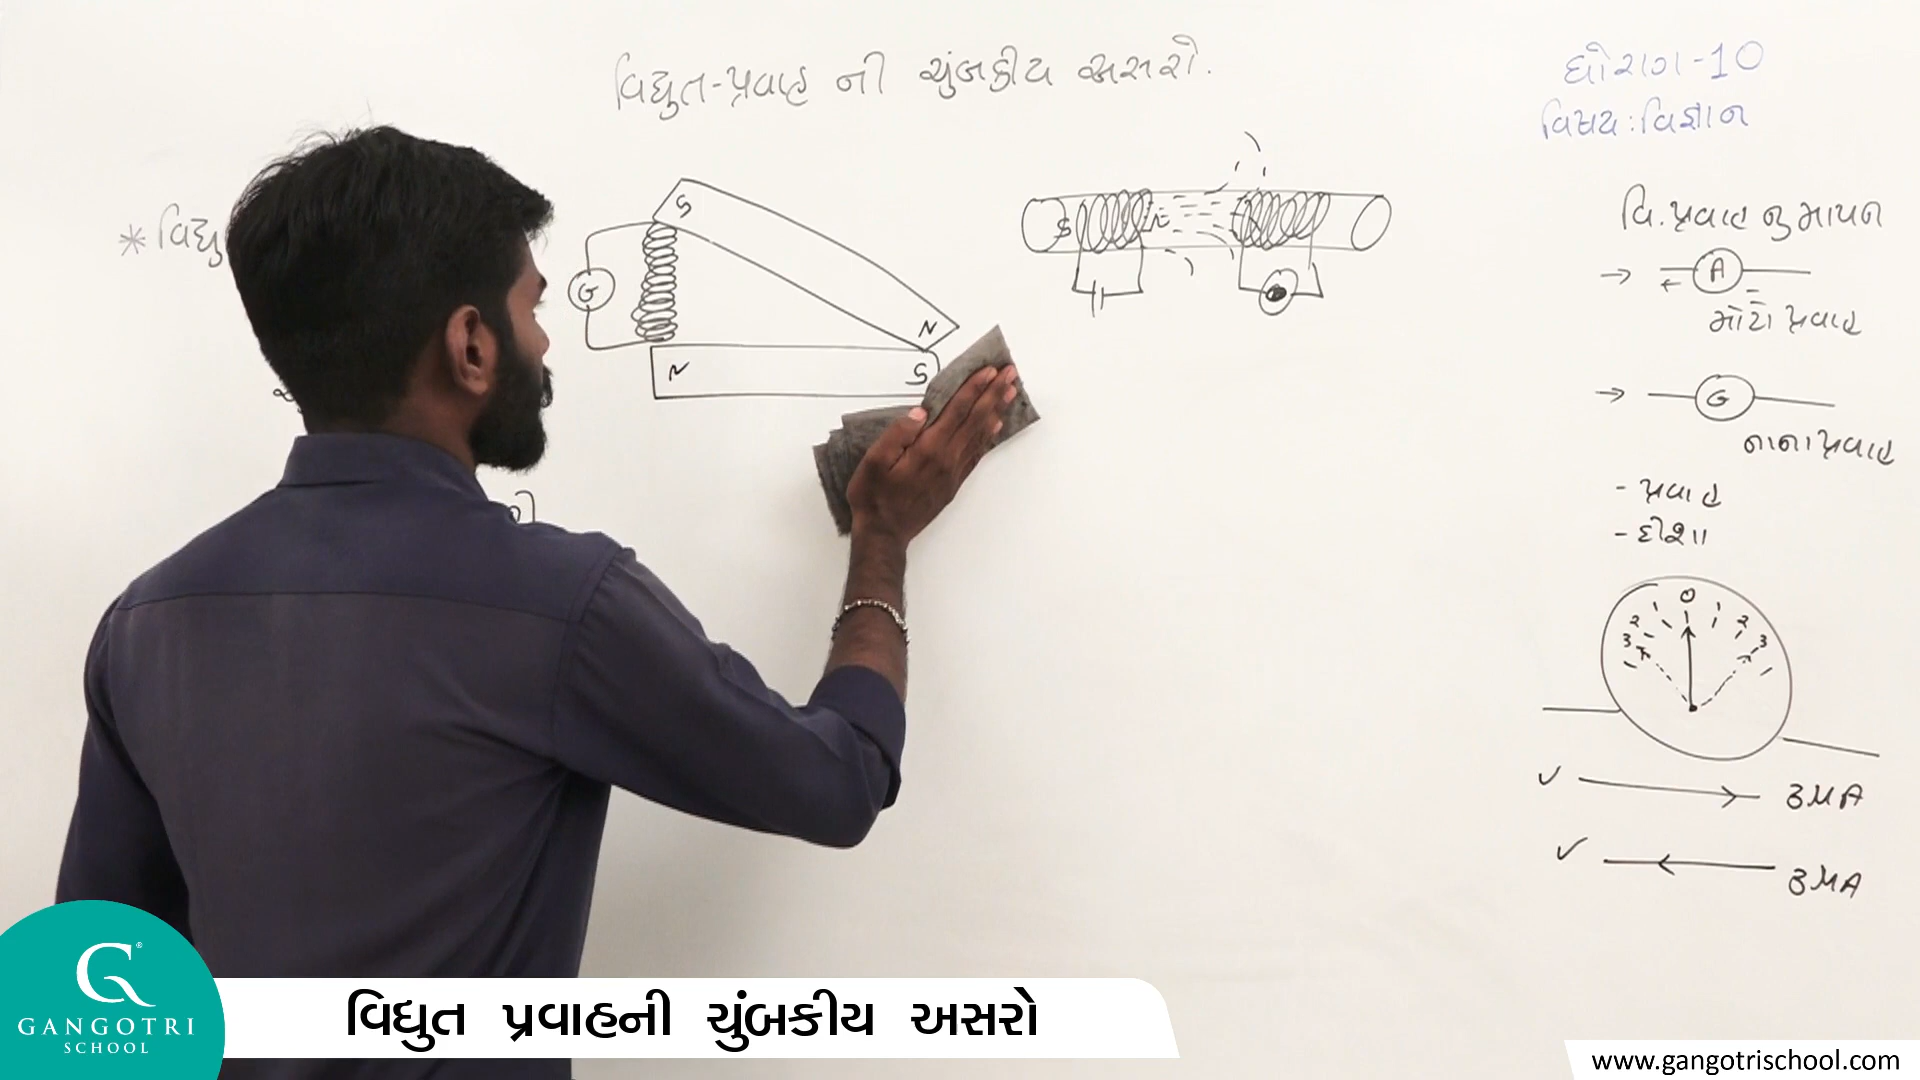 વિદ્યુત-પ્રવાહ ની ચુંબકીય અસરો.
ધોરણ-10
વિષય:વિજ્ઞાન
* વિદ્યુ
S
G
N
N
S
S
N
વિ.પ્રવાહ નુ માપન
→ A
મોટો પ્રવાહ
→ G
નાના પ્રવાહ
- પ્રવાહ
- દીશા
3 2 1 0 1 2 3
✓ 3MA
✓ 3MA
GANGOTRI
SCHOOL
વિદ્યુત પ્રવાહની ચુંબકીય અસરો
www.gangotrischool.com